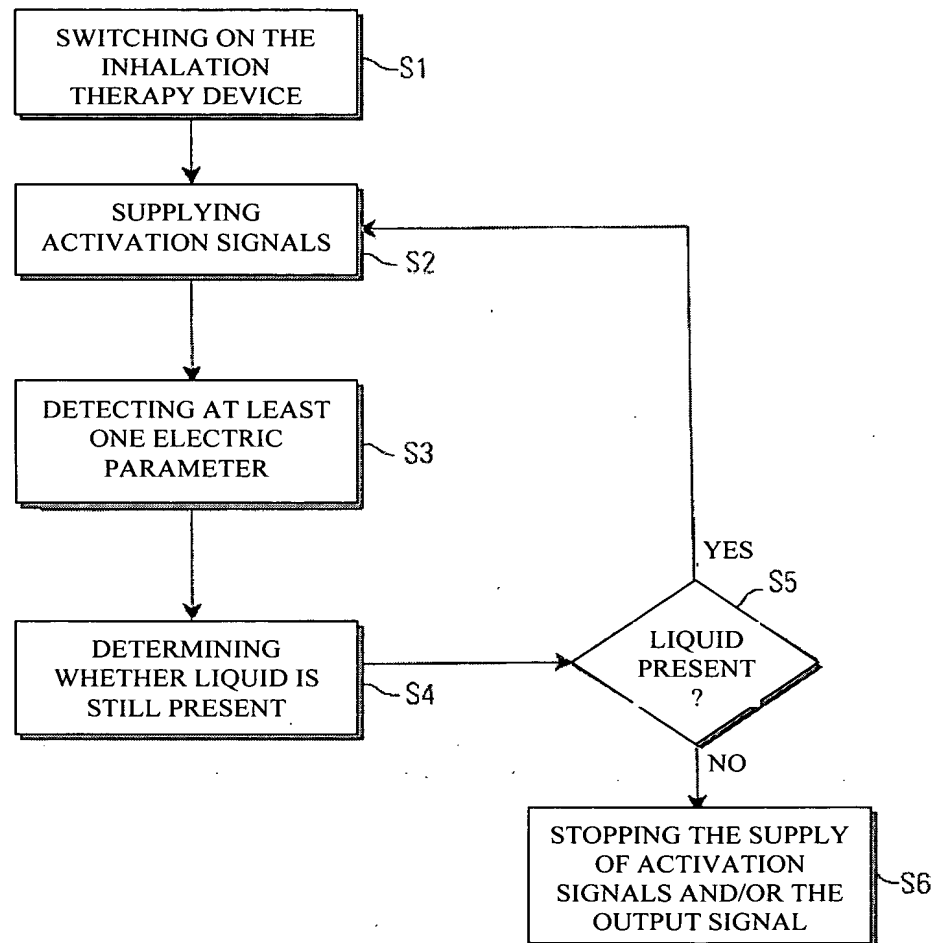 SWITCHING ON THE
INHALATION
THERAPY DEVICE
S1
SUPPLYING
ACTIVATION SIGNALS
S2
DETECTING AT LEAST
ONE ELECTRIC
PARAMETER
S3
DETERMINING
WHETHER LIQUID IS
STILL PRESENT
S4
YES
S5
LIQUID
PRESENT
?
NO
STOPPING THE SUPPLY
OF ACTIVATION
SIGNALS AND/OR THE
OUTPUT SIGNAL
S6